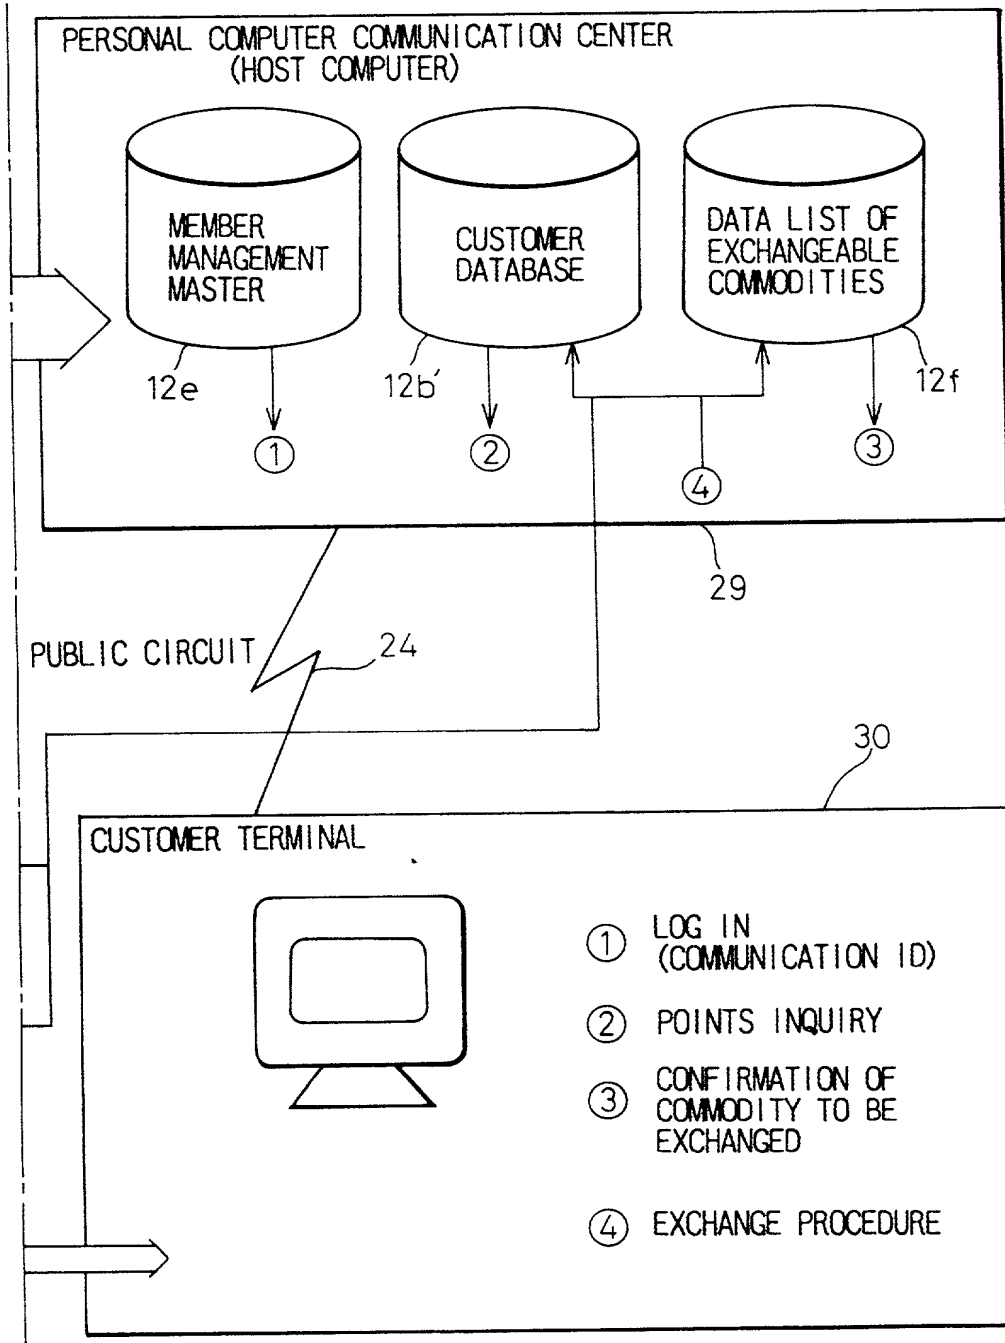 PERSONAL COMPUTER COMMUNICATION CENTER
(HOST COMPUTER)
MEMBER
MANAGEMENT
MASTER
CUSTOMER
DATABASE
DATA LIST OF
EXCHANGEABLE
COMMODITIES
12e
12b′
12f
①
②
③
④
29
PUBLIC CIRCUIT
24
30
CUSTOMER TERMINAL
① LOG IN
(COMMUNICATION ID)
② POINTS INQUIRY
③ CONFIRMATION OF
COMMODITY TO BE
EXCHANGED
④ EXCHANGE PROCEDURE